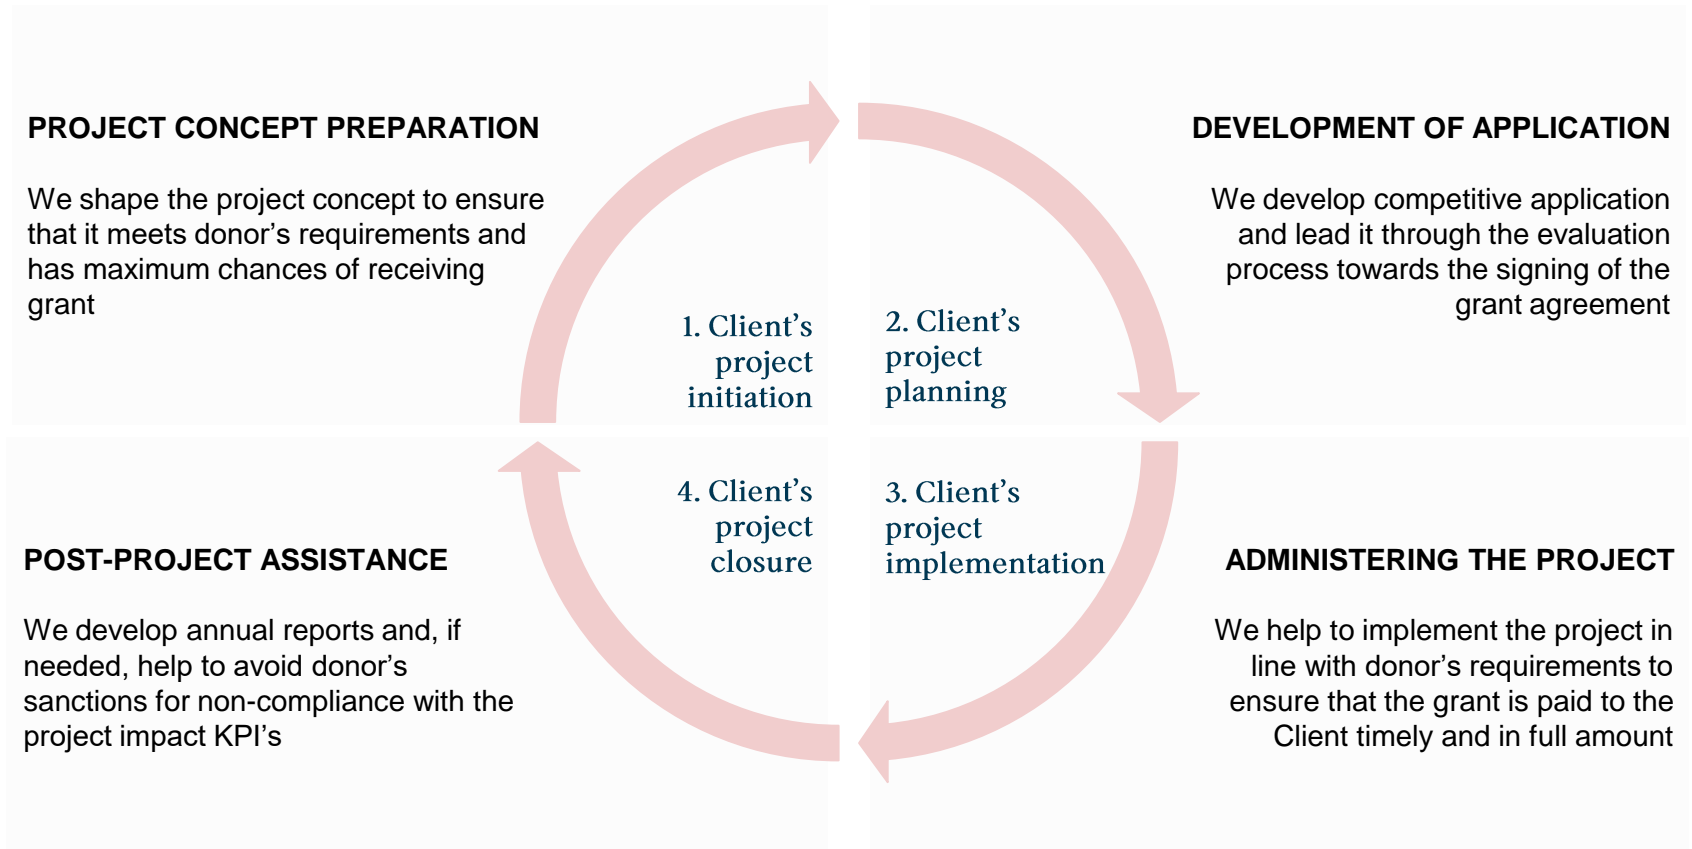 PROJECT CONCEPT PREPARATION
We shape the project concept to ensure
that it meets donor’s requirements and
has maximum chances of receiving
grant
1. Client’s
project
initiation
2. Client’s
project
planning
DEVELOPMENT OF APPLICATION
We develop competitive application
and lead it through the evaluation
process towards the signing of the
grant agreement
POST-PROJECT ASSISTANCE
We develop annual reports and, if
needed, help to avoid donor’s
sanctions for non-compliance with the
project impact KPI’s
4. Client’s
project
closure
3. Client’s
project
implementation
ADMINISTERING THE PROJECT
We help to implement the project in
line with donor’s requirements to
ensure that the grant is paid to the
Client timely and in full amount